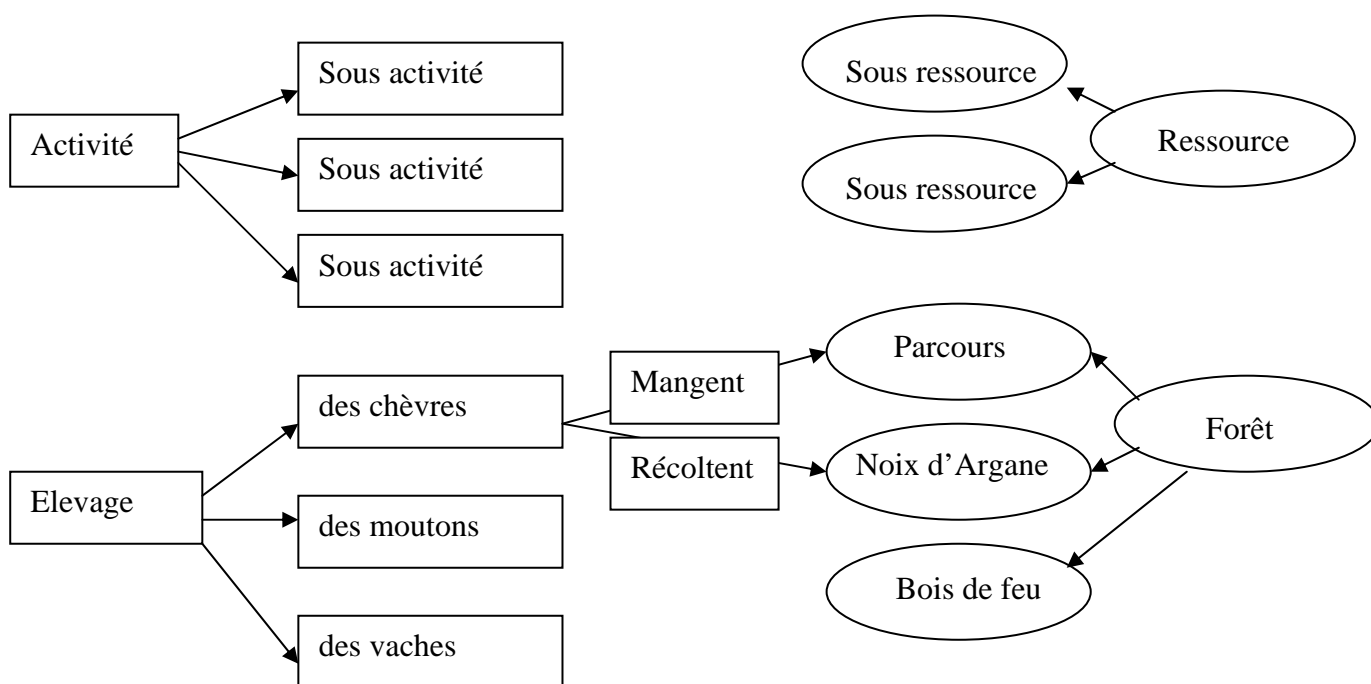 Sous activité
Sous ressource
Activité
Ressource
Sous activité
Sous ressource
Sous activité
Parcours
Mangent
des chèvres
Forêt
Récoltent
Noix d’Argane
Elevage
des moutons
Bois de feu
des vaches